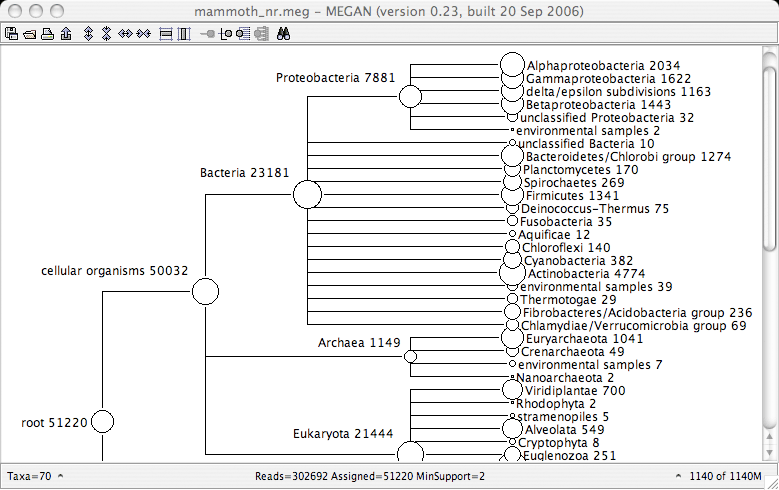 mammoth_nr.meg - MEGAN (version 0.23, built 20 Sep 2006)
Alphaproteobacteria 2034
Proteobacteria 7881
Gammaproteobacteria 1622
delta/epsilon subdivisions 1163
Betaproteobacteria 1443
unclassified Proteobacteria 32
environmental samples 2
unclassified Bacteria 10
Bacteroidetes/Chlorobi group 1274
Bacteria 23181
Planctomycetes 170
Spirochaetes 269
Firmicutes 1341
Deinococcus-Thermus 75
Fusobacteria 35
Aquificae 12
Chloroflexi 140
Cyanobacteria 382
cellular organisms 50032
Actinobacteria 4774
environmental samples 39
Thermotogae 29
Fibrobacteres/Acidobacteria group 236
Chlamydiae/Verrucomicrobia group 69
Archaea 1149
Euryarchaeota 1041
Crenarchaeota 49
environmental samples 7
Nanoarchaeota 2
Viridiplantae 700
Rhodophyta 2
stramenopiles 5
root 51220
Alveolata 549
Eukaryota 21444
Cryptophyta 8
Euglenozoa 251
Taxa=70 Reads=302692 Assigned=51220 MinSupport=2 1140 of 1140M